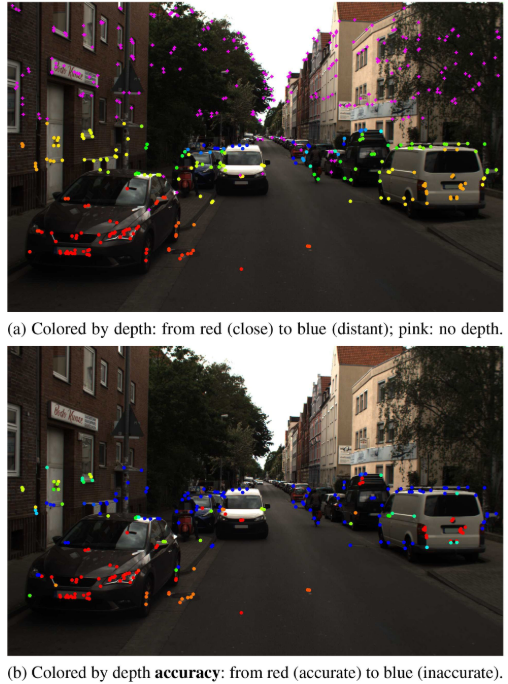 (a) Colored by depth: from red (close) to blue (distant); pink: no depth.
(b) Colored by depth accuracy: from red (accurate) to blue (inaccurate).